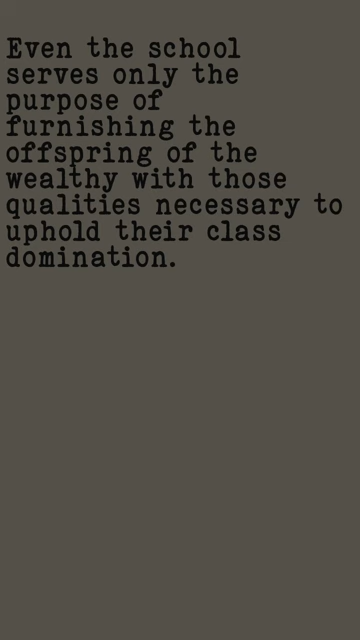 Even the school
serves only the
purpose of
furnishing the
offspring of the
wealthy with those
qualities necessary to
uphold their class
domination.